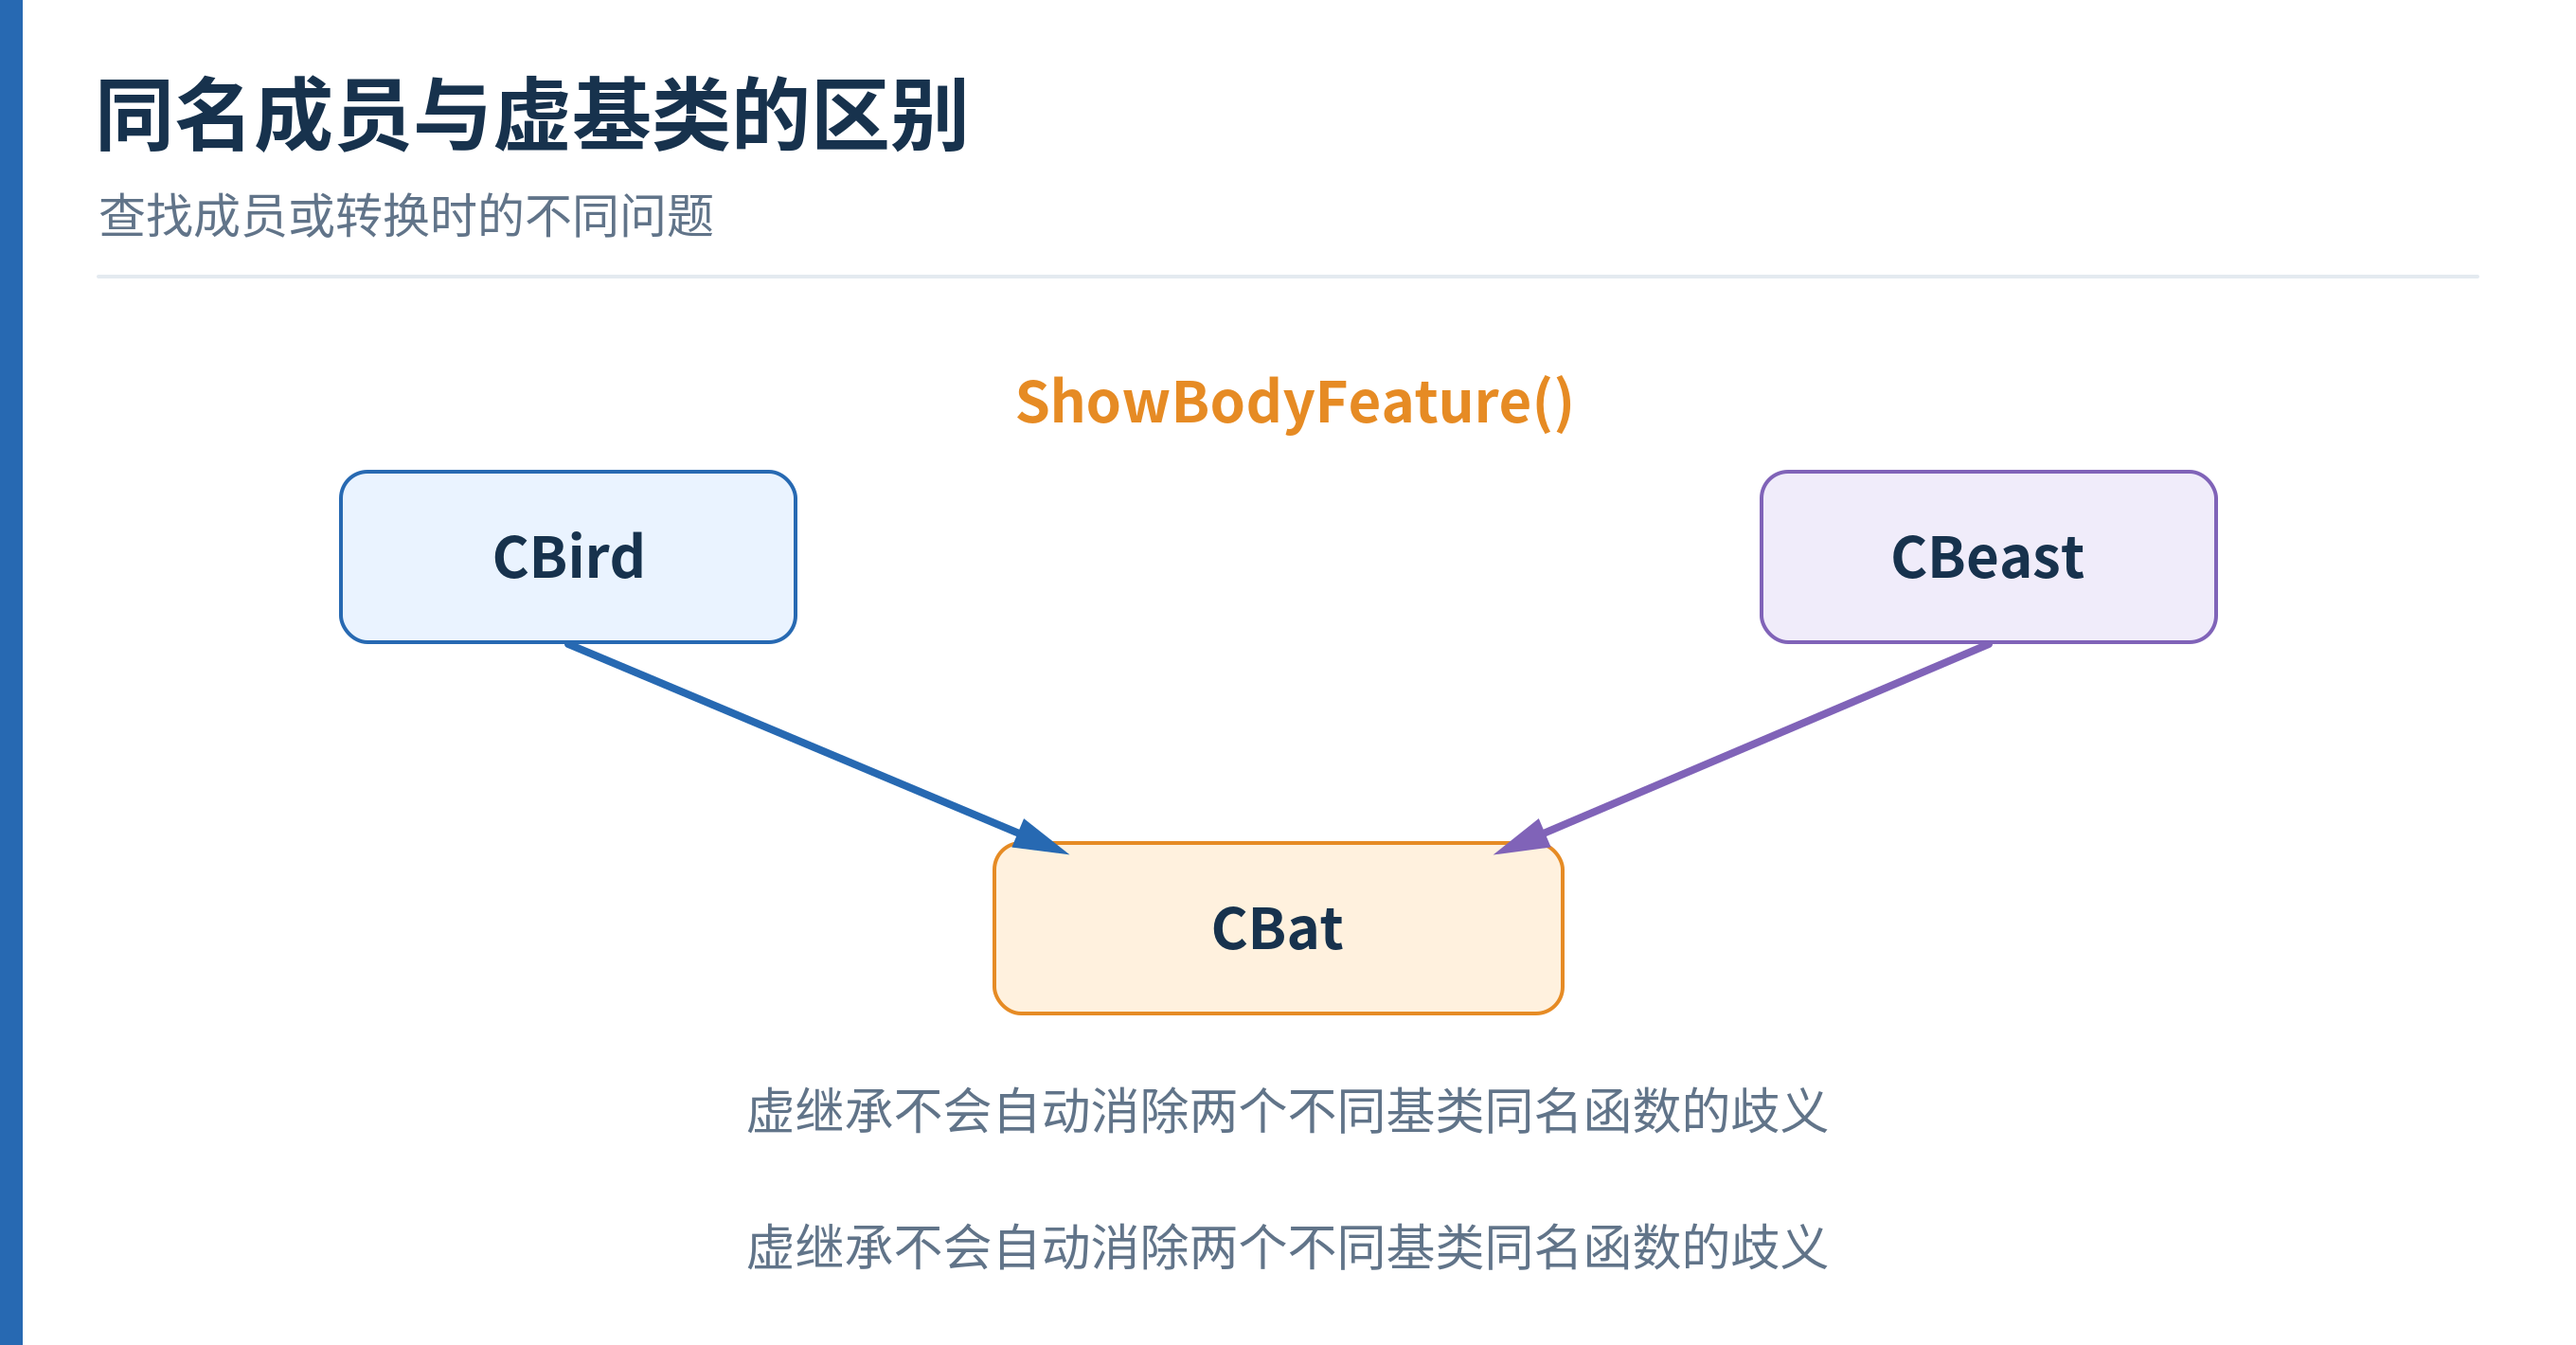 同名成员与虚基类的区别
查找成员或转换时的不同问题
ShowBodyFeature()
CBird
CBeast
CBat
虚继承不会自动消除两个不同基类同名函数的歧义
虚继承不会自动消除两个不同基类同名函数的歧义